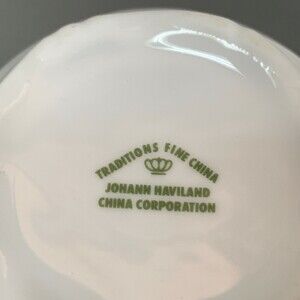 TRADITIONS FINE CHINA
JOHANN HAVILAND
CHINA CORPORATION